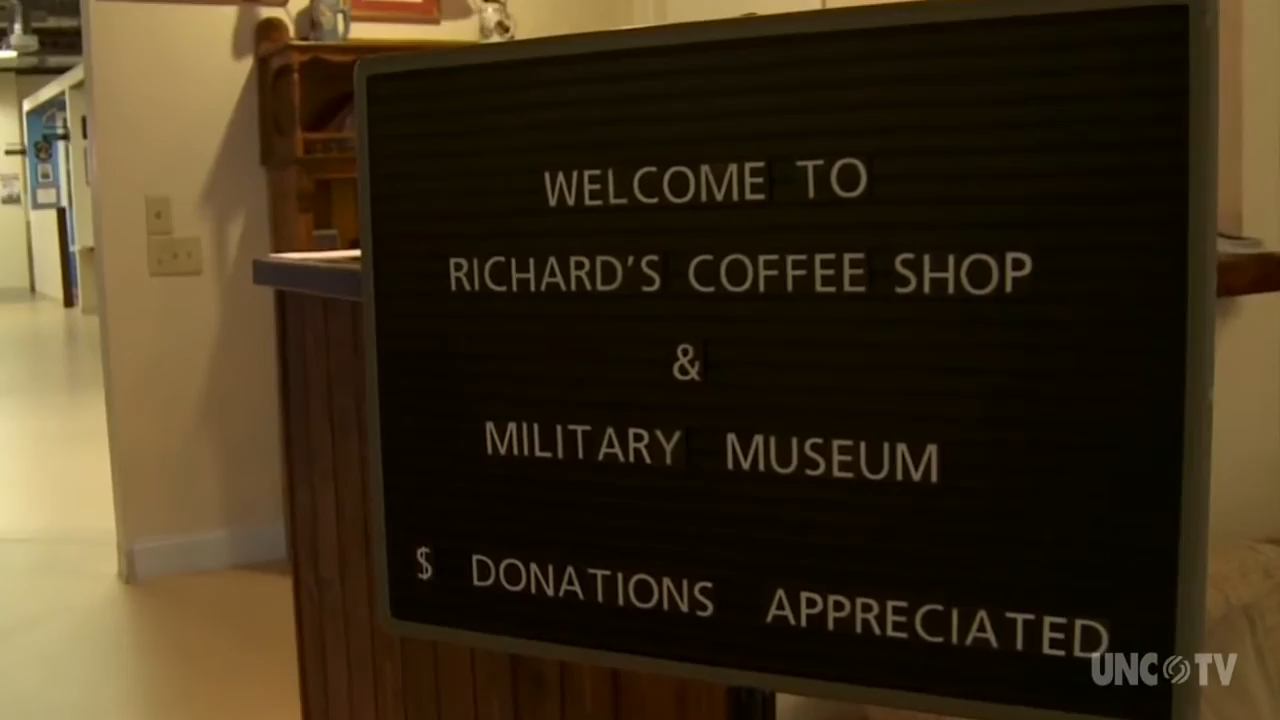 WELCOME TO
RICHARD'S COFFEE SHOP
&
MILITARY MUSEUM
$ DONATIONS APPRECIATED
UNC TV